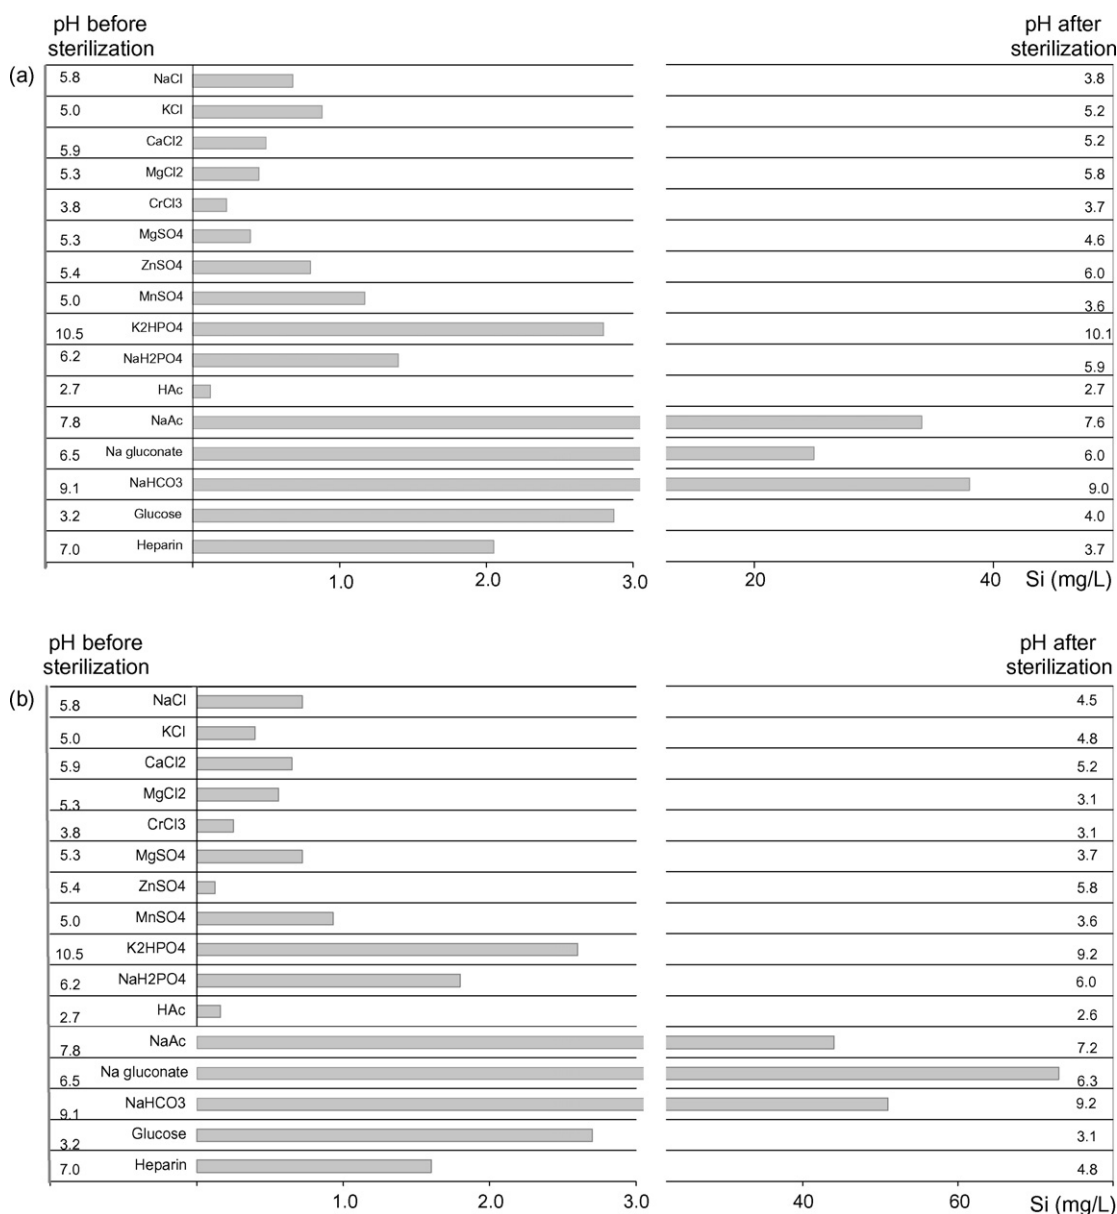 pH before
sterilization
pH after
sterilization
(a)
5.8 NaCl 3.8
5.0 KCl 5.2
5.9 CaCl2 5.2
5.3 MgCl2 5.8
3.8 CrCl3 3.7
5.3 MgSO4 4.6
5.4 ZnSO4 6.0
5.0 MnSO4 3.6
10.5 K2HPO4 10.1
6.2 NaH2PO4 5.9
2.7 HAc 2.7
7.8 NaAc 7.6
6.5 Na gluconate 6.0
9.1 NaHCO3 9.0
3.2 Glucose 4.0
7.0 Heparin 3.7
1.0 2.0 3.0 20 40 Si (mg/L)
pH before
sterilization
pH after
sterilization
(b)
5.8 NaCl 4.5
5.0 KCl 4.8
5.9 CaCl2 5.2
5.3 MgCl2 3.1
3.8 CrCl3 3.1
5.3 MgSO4 3.7
5.4 ZnSO4 5.8
5.0 MnSO4 3.6
10.5 K2HPO4 9.2
6.2 NaH2PO4 6.0
2.7 HAc 2.6
7.8 NaAc 7.2
6.5 Na gluconate 6.3
9.1 NaHCO3 9.2
3.2 Glucose 3.1
7.0 Heparin 4.8
1.0 2.0 3.0 40 60 Si (mg/L)